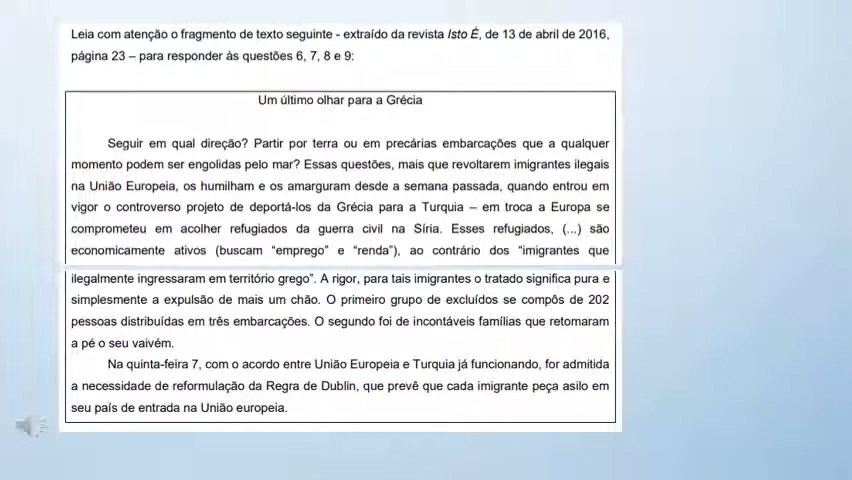 Leia com atenção o fragmento de texto seguinte - extraído da revista Isto É, de 13 de abril de 2016,
página 23 – para responder às questões 6, 7, 8 e 9:
Um último olhar para a Grécia
Seguir em qual direção? Partir por terra ou em precárias embarcações que a qualquer
momento podem ser engolidas pelo mar? Essas questões, mais que revoltarem imigrantes ilegais
na União Europeia, os humilham e os amarguram desde a semana passada, quando entrou em
vigor o controverso projeto de deportá-los da Grécia para a Turquia – em troca a Europa se
comprometeu em acolher refugiados da guerra civil na Síria. Esses refugiados, (...) são
economicamente ativos (buscam “emprego” e “renda”), ao contrário dos “imigrantes que
ilegalmente ingressaram em território grego”. A rigor, para tais imigrantes o tratado significa pura e
simplesmente a expulsão de mais um chão. O primeiro grupo de excluídos se compôs de 202
pessoas distribuídas em três embarcações. O segundo foi de incontáveis famílias que retomaram
a pé o seu vaivém.
Na quinta-feira 7, com o acordo entre União Europeia e Turquia já funcionando, for admitida
a necessidade de reformulação da Regra de Dublin, que prevê que cada imigrante peça asilo em
seu país de entrada na União europeia.